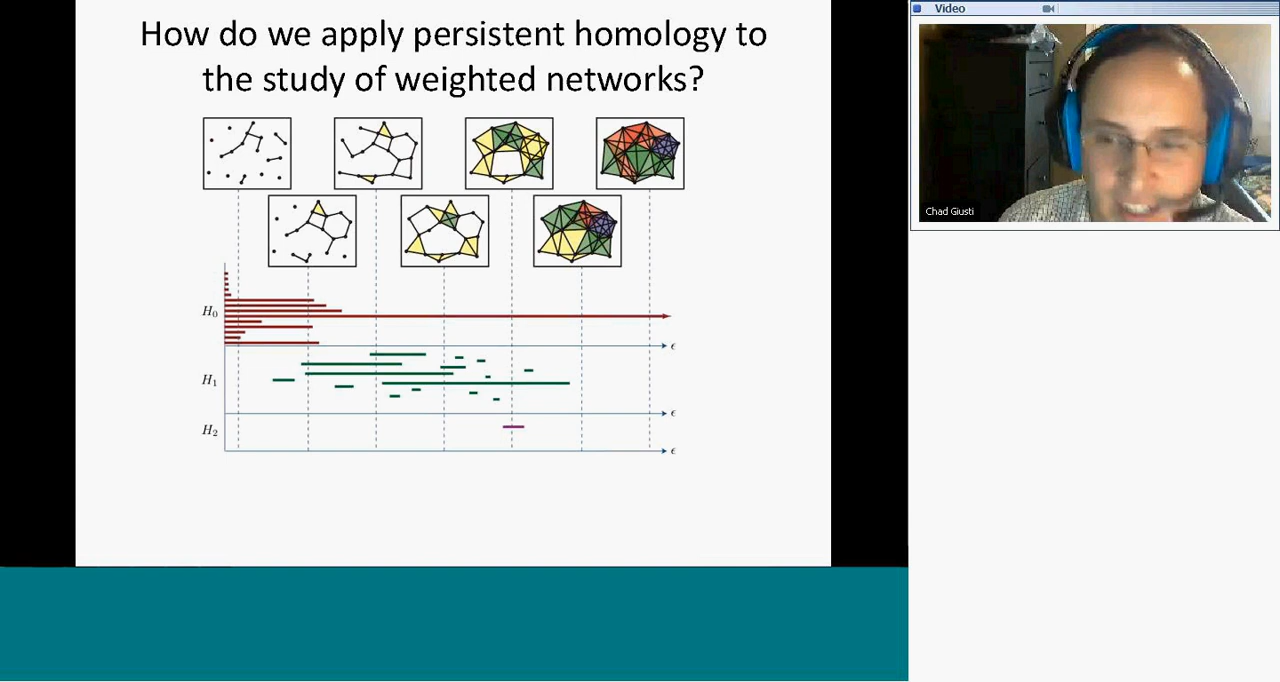 How do we apply persistent homology to
the study of weighted networks?
H0
ϵ
H1
ϵ
H2
ϵ
Video
Chad Giusti